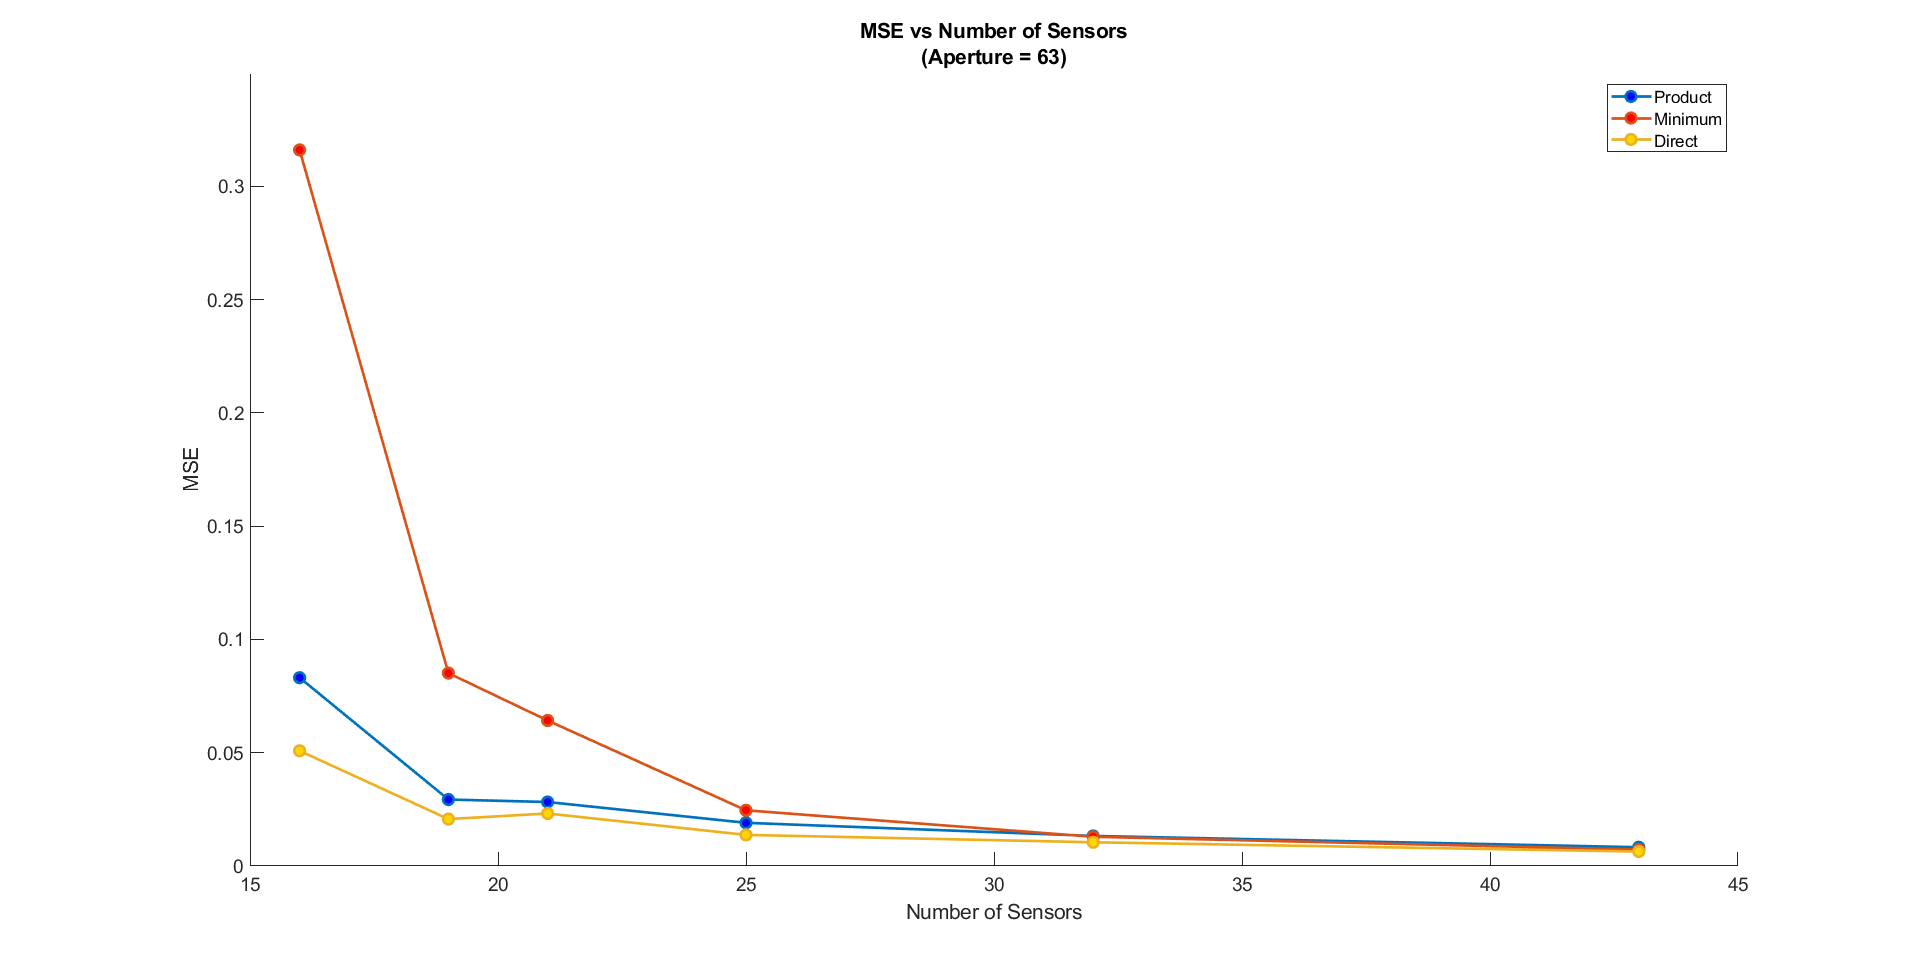 MSE vs Number of Sensors
(Aperture = 63)
Product
Minimum
Direct
0.3
0.25
0.2
0.15
0.1
0.05
0
MSE
15 20 25 30 35 40 45
Number of Sensors